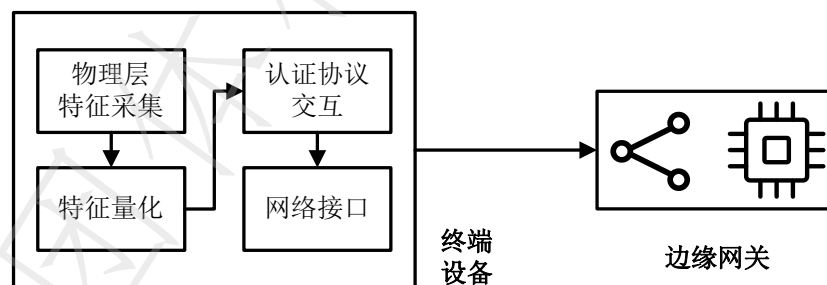 物理层
特征采集
认证协议
交互
特征量化
网络接口
终端
设备
边缘网关